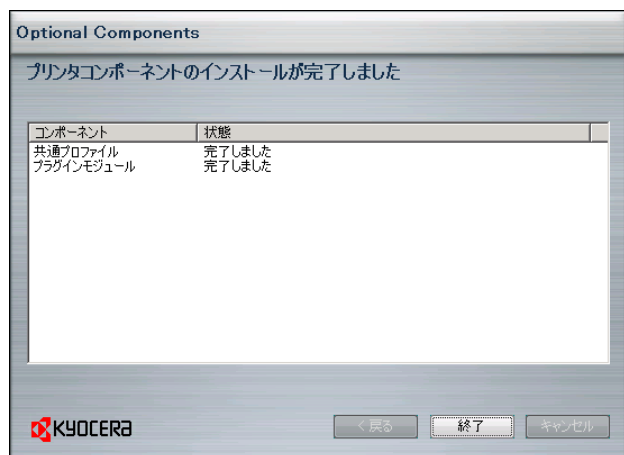 Optional Components
プリンタコンポーネントのインストールが完了しました
コンポーネント 状態
共通プロファイル 完了しました
プラグインモジュール 完了しました
KYOCERA
< 戻る 終了 キャンセル